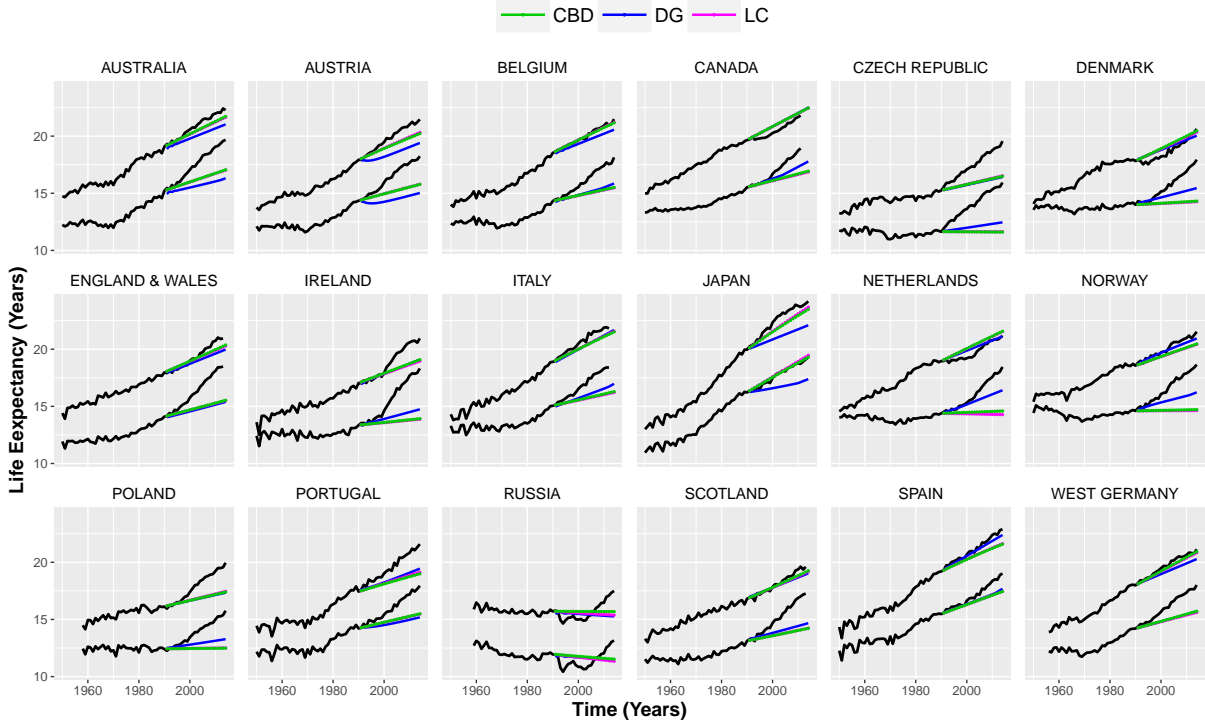 CBD DG LC
AUSTRALIA AUSTRIA BELGIUM CANADA CZECH REPUBLIC DENMARK
20
15
10
ENGLAND & WALES IRELAND ITALY JAPAN NETHERLANDS NORWAY
20
15
10
POLAND PORTUGAL RUSSIA SCOTLAND SPAIN WEST GERMANY
20
15
10
1960 1980 2000 1960 1980 2000 1960 1980 2000 1960 1980 2000 1960 1980 2000 1960 1980 2000
Time (Years)
Life Eexpectancy (Years)